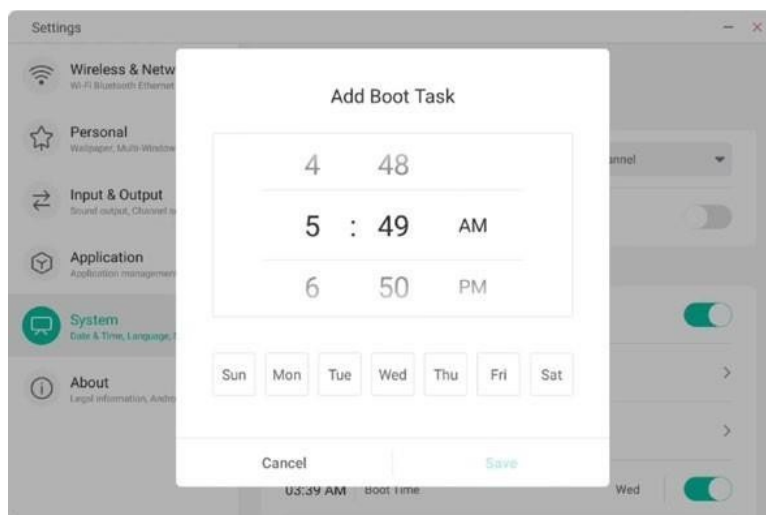 Settings
Wireless & Netw
Wi-Fi Bluetooth Ethernet
Personal
Wallpaper, Multi-Window
Input & Output
Sound output, Channel
Application
Application managemen
System
Date & Time, Language,
About
Legal information, Andro
Add Boot Task
4 48
5 : 49 AM
6 50 PM
Sun Mon Tue Wed Thu Fri Sat
Cancel Save
annel
03:39 AM Boot Time Wed